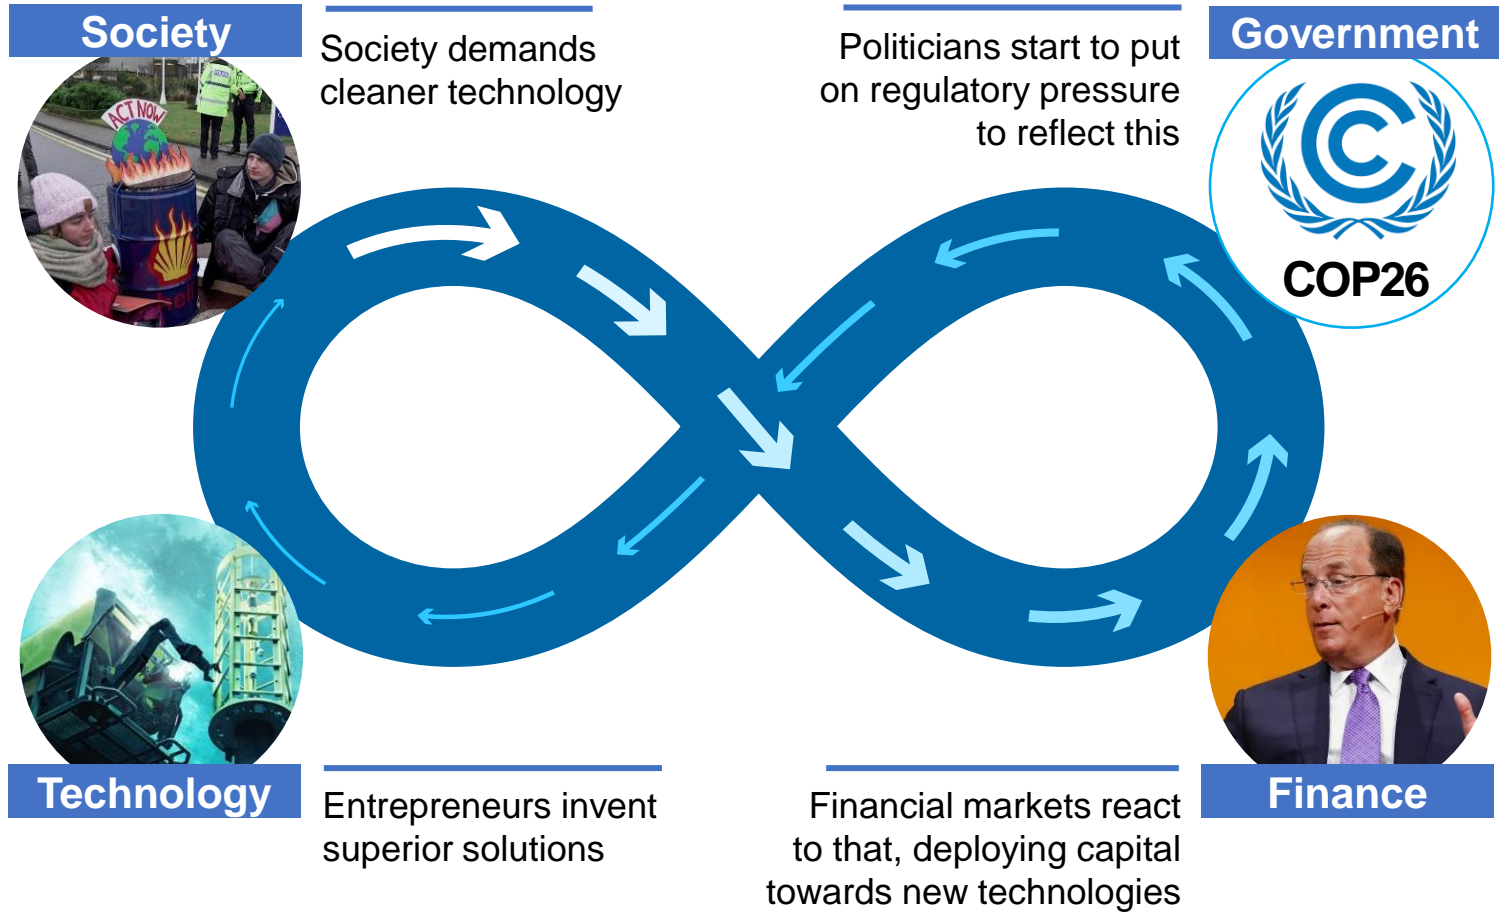 Society
Society demands
cleaner technology
Politicians start to put
on regulatory pressure
to reflect this
Government
ACT NOW
COP26
Technology
Entrepreneurs invent
superior solutions
Financial markets react
to that, deploying capital
towards new technologies
Finance